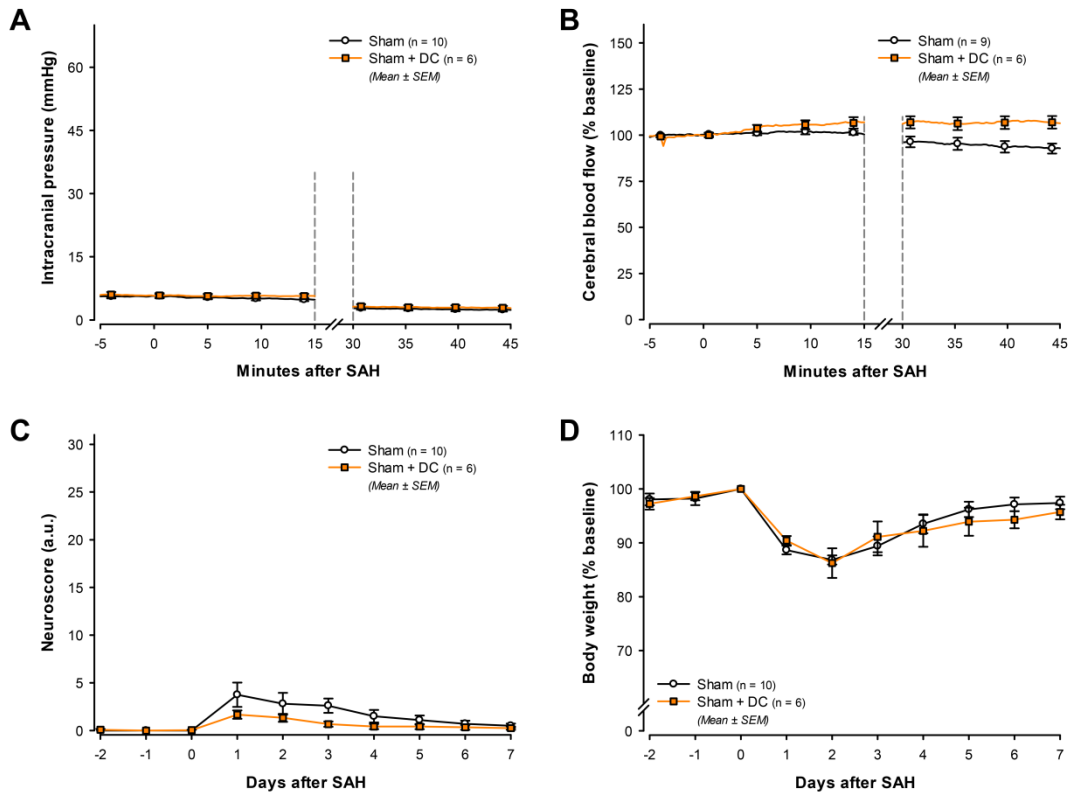 A
Intracranial pressure (mmHg)
60
45
30
15
0
Sham (n = 10)
Sham + DC (n = 6)
(Mean ± SEM)
-5 0 5 10 15 30 35 40 45
Minutes after SAH
B
Cerebral blood flow (% baseline)
150
125
100
75
50
25
0
Sham (n = 9)
Sham + DC (n = 6)
(Mean ± SEM)
-5 0 5 10 15 30 35 40 45
Minutes after SAH
C
Neuroscore (a.u.)
30
25
20
15
10
5
0
Sham (n = 10)
Sham + DC (n = 6)
(Mean ± SEM)
-2 -1 0 1 2 3 4 5 6 7
Days after SAH
D
Body weight (% baseline)
110
100
90
80
70
0
Sham (n = 10)
Sham + DC (n = 6)
(Mean ± SEM)
-2 -1 0 1 2 3 4 5 6 7
Days after SAH